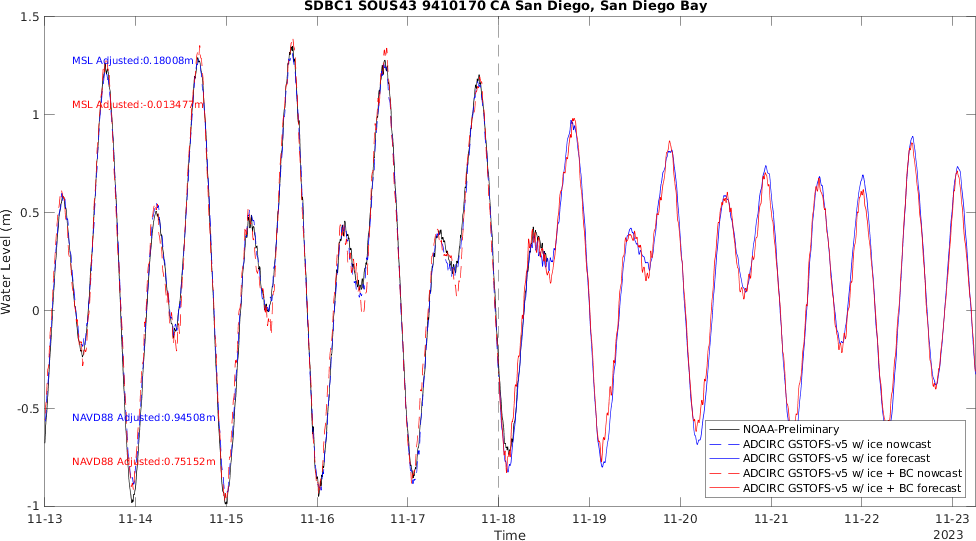 SDBC1 SOUS43 9410170 CA San Diego, San Diego Bay
1.5
1
0.5
0
-0.5
-1
Water Level (m)
MSL Adjusted:0.18008m
MSL Adjusted:-0.013477m
NAVD88 Adjusted:0.94508m
NAVD88 Adjusted:0.75152m
NOAA-Preliminary
ADCIRC GSTOFS-v5 w/ ice nowcast
ADCIRC GSTOFS-v5 w/ ice forecast
ADCIRC GSTOFS-v5 w/ ice + BC nowcast
ADCIRC GSTOFS-v5 w/ ice + BC forecast
11-13 11-14 11-15 11-16 11-17 11-18 11-19 11-20 11-21 11-22 11-23
Time
2023